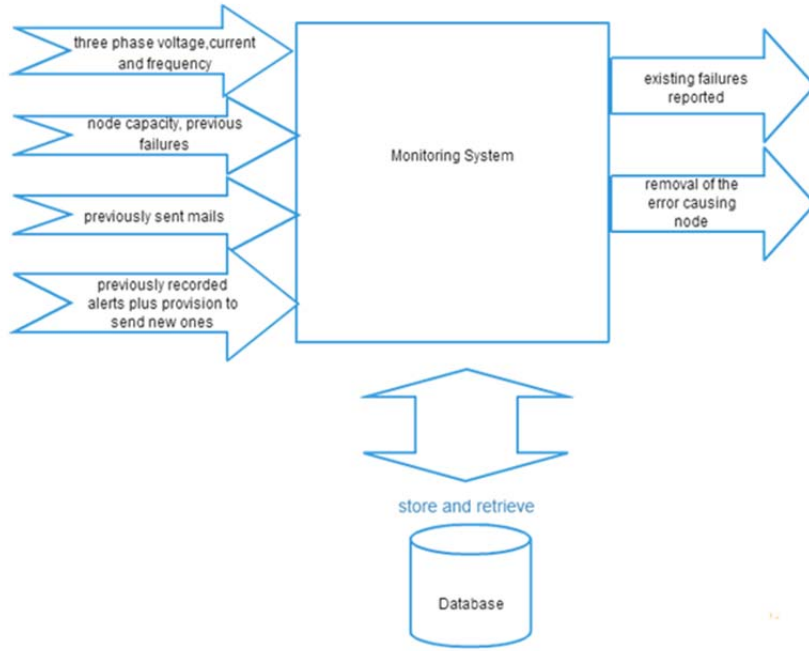 three phase voltage,current
and frequency
node capacity, previous
failures
previously sent mails
previously recorded
alerts plus provision to
send new ones
Monitoring System
existing failures
reported
removal of the
error causing
node
store and retrieve
Database